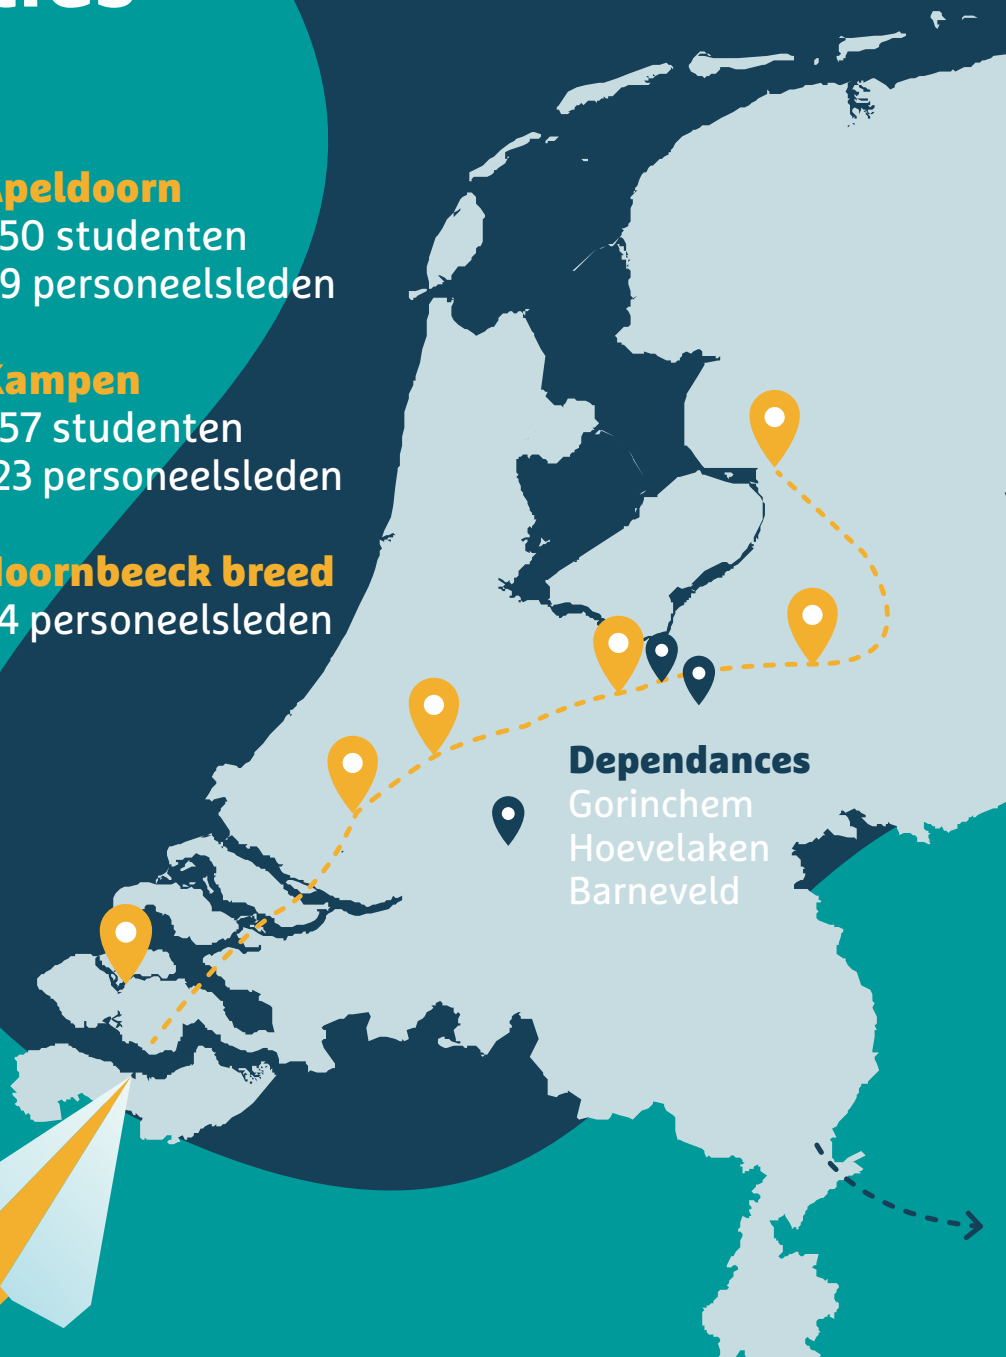 peldoorn
50 studenten
9 personeelsleden
ampen
57 studenten
23 personeelsleden
oornbeeck breed
4 personeelsleden
Dependances
Gorinchem
Hoevelaken
Barneveld